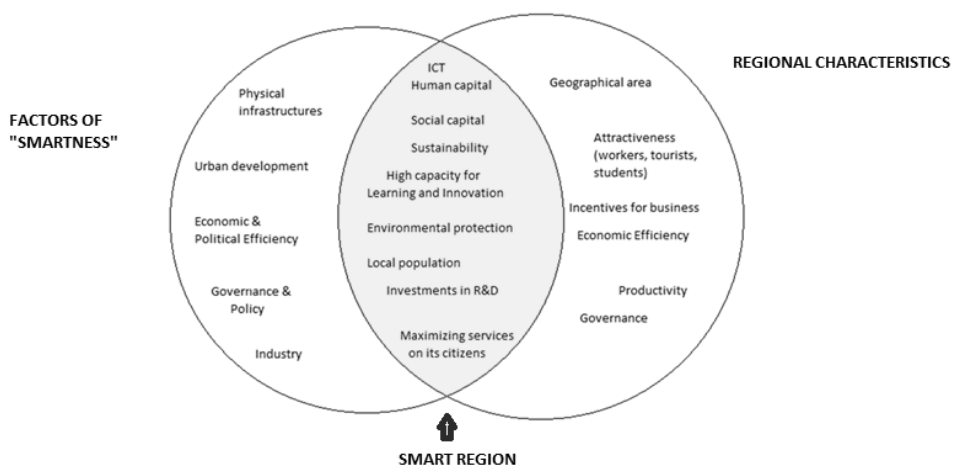 FACTORS OF
"SMARTNESS"
Physical
infrastructures
Urban development
Economic &
Political Efficiency
Governance &
Policy
Industry
ICT
Human capital
Social capital
Sustainability
High capacity for
Learning and Innovation
Environmental protection
Local population
Investments in R&D
Maximizing services
on its citizens
REGIONAL CHARACTERISTICS
Geographical area
Attractiveness
(workers, tourists,
students)
Incentives for business
Economic Efficiency
Productivity
Governance
SMART REGION